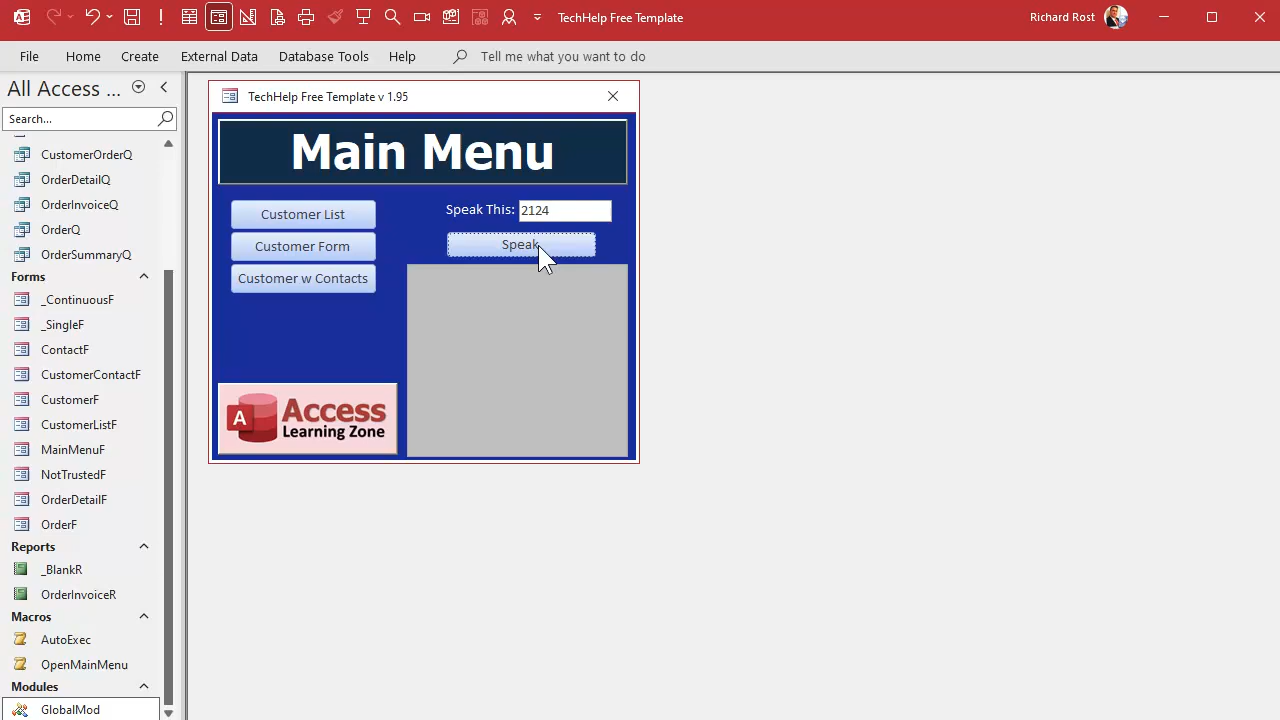 TechHelp Free Template
Richard Rost
File
Home
Create
External Data
Database Tools
Help
Tell me what you want to do
All Access ...
Search...
CustomerOrderQ
OrderDetailQ
OrderInvoiceQ
OrderQ
OrderSummaryQ
Forms
_ContinuousF
_SingleF
ContactF
CustomerContactF
CustomerF
CustomerListF
MainMenuF
NotTrustedF
OrderDetailF
OrderF
Reports
_BlankR
OrderInvoiceR
Macros
AutoExec
OpenMainMenu
Modules
GlobalMod
TechHelp Free Template v 1.95
Main Menu
Customer List
Customer Form
Customer w Contacts
Speak This: 2124
Speak
A Access
Learning Zone